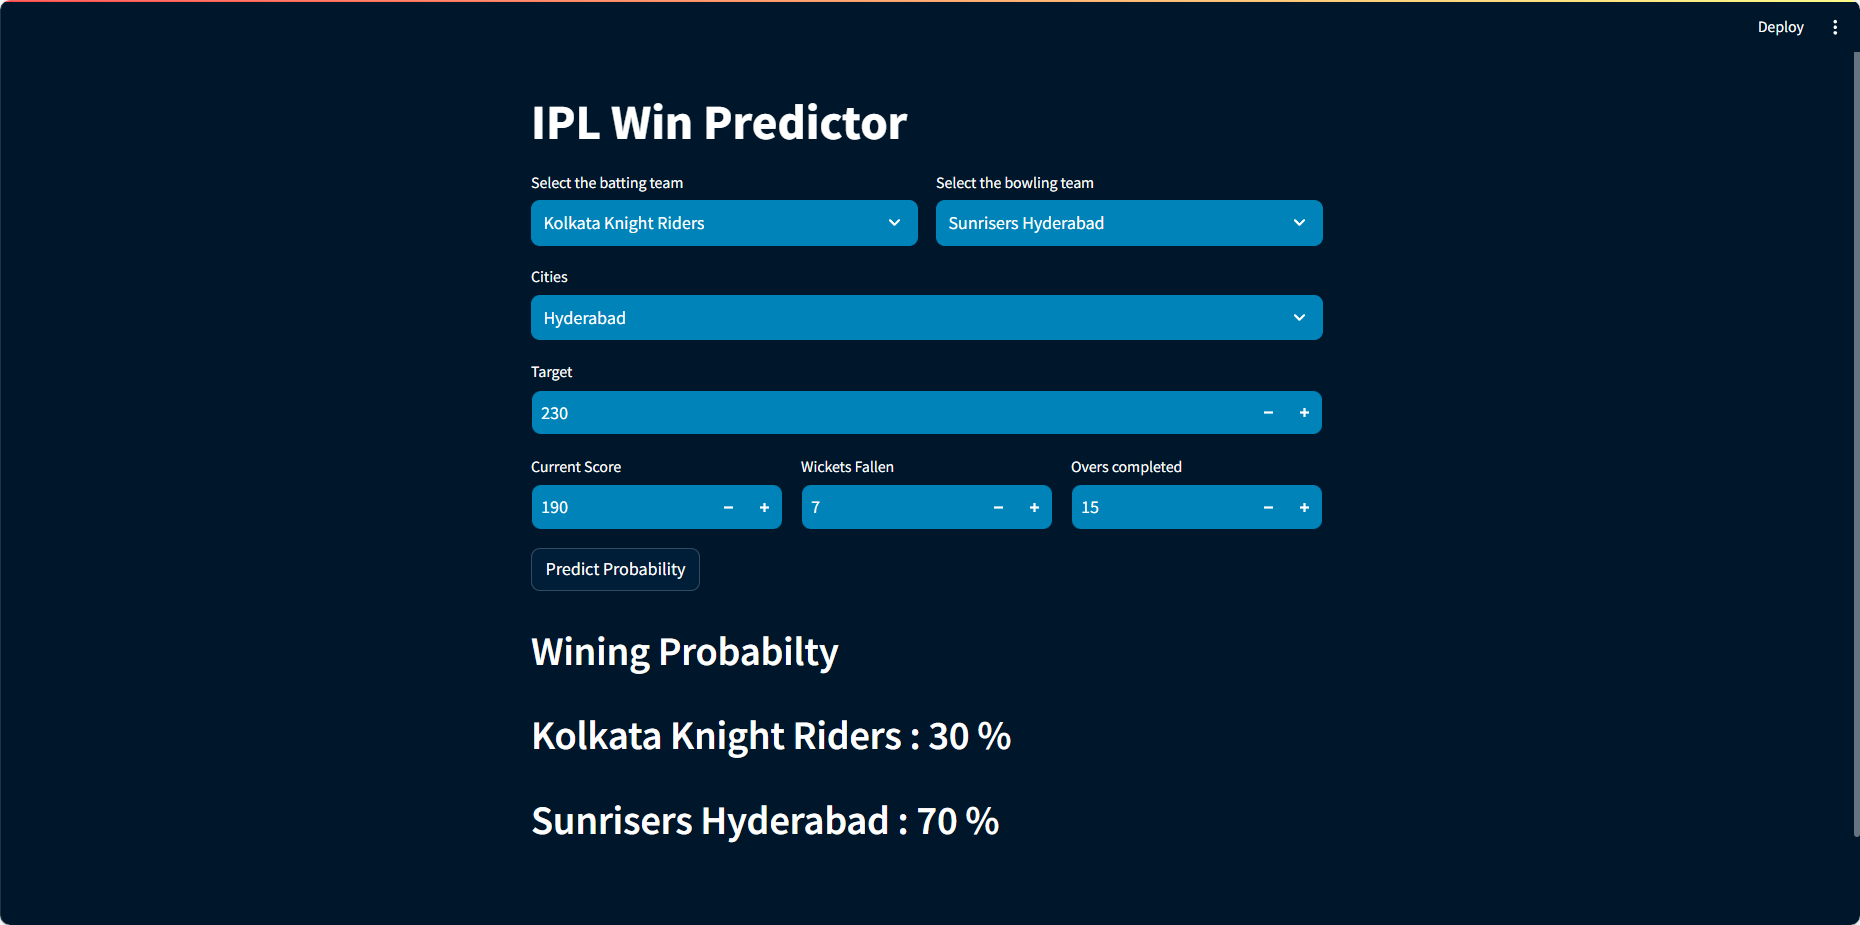 Deploy
IPL Win Predictor
Select the batting team Select the bowling team
Kolkata Knight Riders Sunrisers Hyderabad
Cities
Hyderabad
Target
230 − +
Current Score Wickets Fallen Overs completed
190 − + 7 − + 15 − +
Predict Probability
Wining Probabilty
Kolkata Knight Riders : 30 %
Sunrisers Hyderabad : 70 %